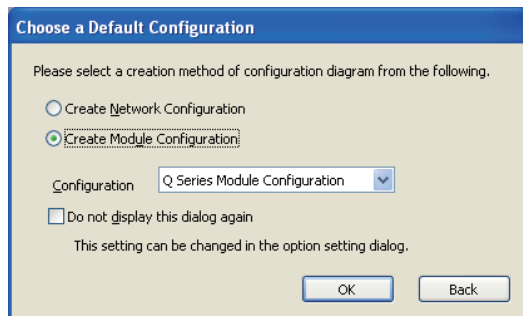 Choose a Default Configuration
Please select a creation method of configuration diagram from the following.
Create Network Configuration
Create Module Configuration
Configuration Q Series Module Configuration
Do not display this dialog again
This setting can be changed in the option setting dialog.
OK Back